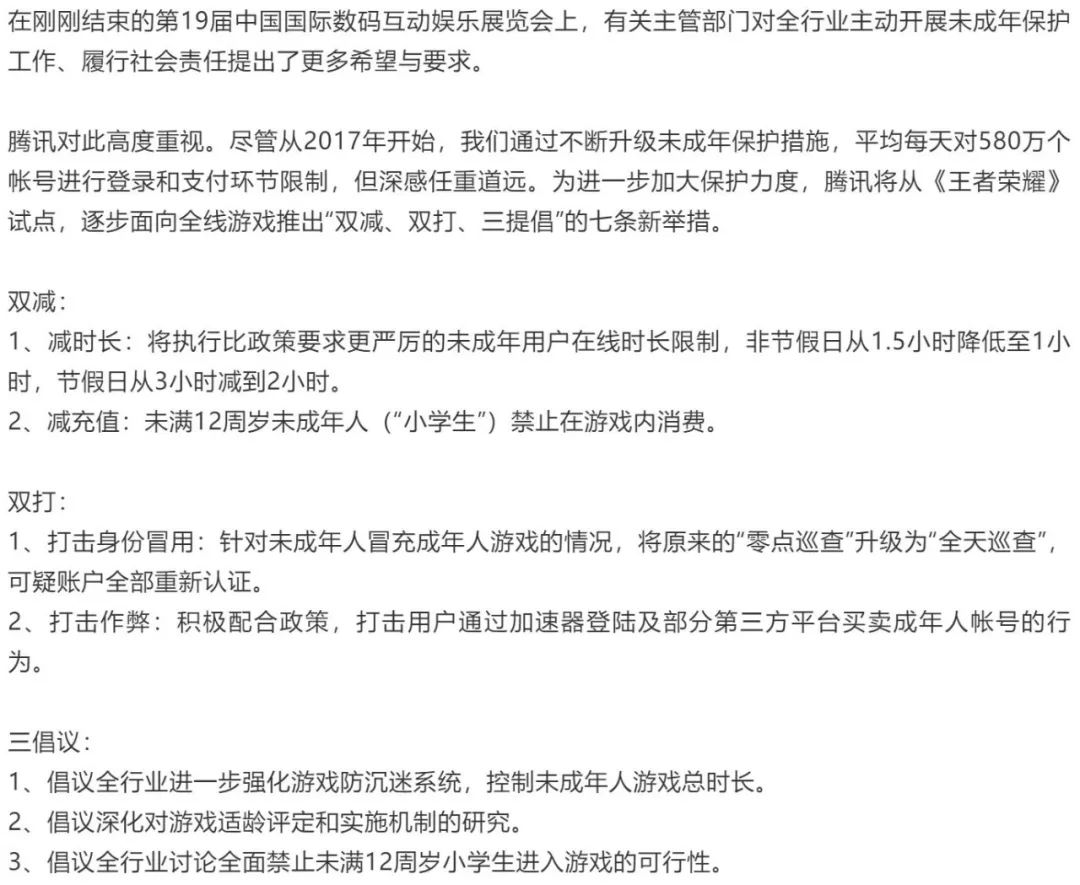 在刚刚结束的第19届中国国际数码互动娱乐展览会上，有关主管部门对全行业主动开展未成年保护
工作、履行社会责任提出了更多希望与要求。
腾讯对此高度重视。尽管从2017年开始，我们通过不断升级未成年保护措施，平均每天对580万个
帐号进行登录和支付环节限制，但深感任重道远。为进一步加大保护力度，腾讯将从《王者荣耀》
试点，逐步面向全线游戏推出“双减、双打、三提倡”的七条新举措。
双减：
1、减时长：将执行比政策要求更严厉的未成年用户在线时长限制，非节假日从1.5小时降低至1小
时，节假日从3小时减到2小时。
2、减充值：未满12周岁未成年人（“小学生”）禁止在游戏内消费。
双打：
1、打击身份冒用：针对未成年人冒充成年人游戏的情况，将原来的“零点巡查”升级为“全天巡查”，
可疑账户全部重新认证。
2、打击作弊：积极配合政策，打击用户通过加速器登陆及部分第三方平台买卖成年人帐号的行
为。
三倡议：
1、倡议全行业进一步强化游戏防沉迷系统，控制未成年人游戏总时长。
2、倡议深化对游戏适龄评定和实施机制的研究。
3、倡议全行业讨论全面禁止未满12周岁小学生进入游戏的可行性。